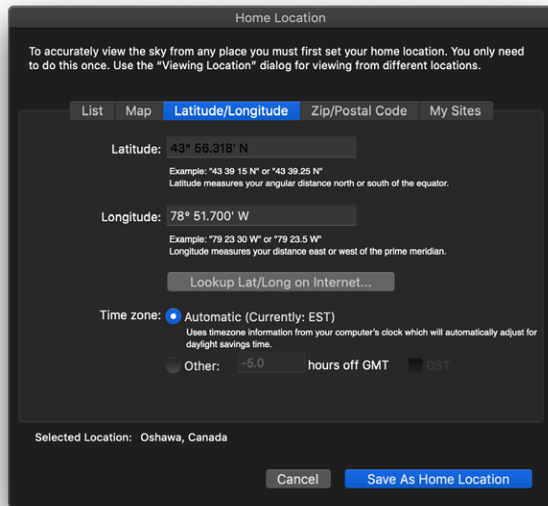 Home Location
To accurately view the sky from any place you must first set your home location. You only need
to do this once. Use the “Viewing Location” dialog for viewing from different locations.
List Map Latitude/Longitude Zip/Postal Code My Sites
Latitude: 43° 56.318' N
Example: "43 39 15 N" or "43 39.25 N"
Latitude measures your angular distance north or south of the equator.
Longitude: 78° 51.700' W
Example: "79 23 30 W" or "79 23.5 W"
Longitude measures your distance east or west of the prime meridian.
Lookup Lat/Long on Internet...
Time zone: Automatic (Currently: EST)
Uses timezone information from your computer's clock which will automatically adjust for
daylight savings time.
Other: -5.0 hours off GMT DST
Selected Location: Oshawa, Canada
Cancel Save As Home Location